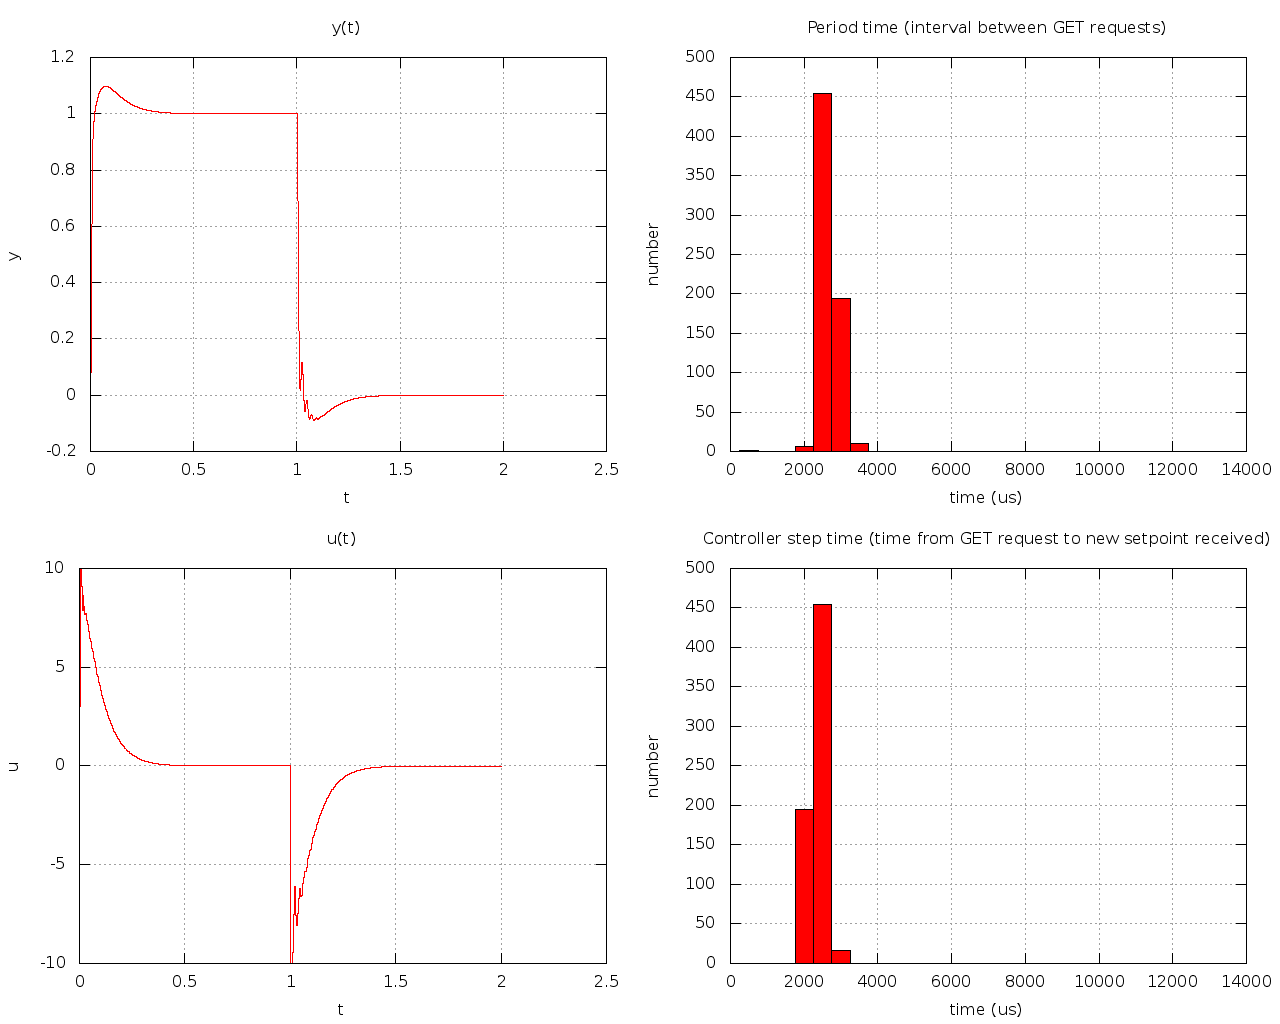 y(t)
1.2
1
0.8
0.6
0.4
0.2
0
-0.2
y
0 0.5 1 1.5 2 2.5
t
Period time (interval between GET requests)
500
450
400
350
300
250
200
150
100
50
0
number
0 2000 4000 6000 8000 10000 12000 14000
time (us)
u(t)
10
5
0
-5
-10
u
0 0.5 1 1.5 2 2.5
t
Controller step time (time from GET request to new setpoint received)
500
450
400
350
300
250
200
150
100
50
0
number
0 2000 4000 6000 8000 10000 12000 14000
time (us)